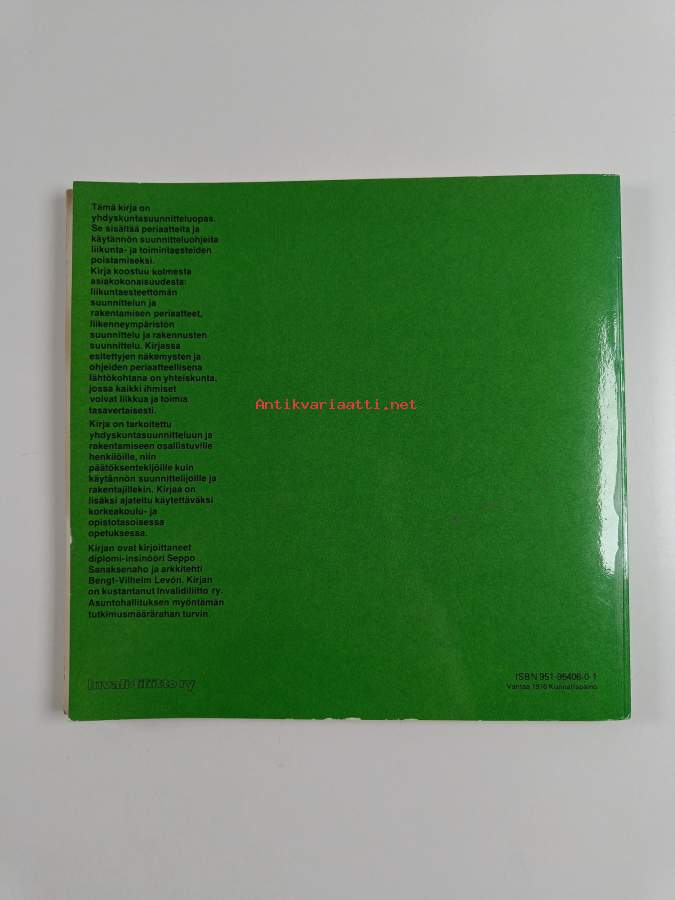 Tämä kirja on
yhdyskuntasuunnitteluopas.
Se sisältää periaatteita ja
käytännön suunnitteluohjeita
liikunta- ja toimintaesteiden
poistamiseksi.
Kirja koostuu kolmesta
asiakokonaisuudesta:
liikuntaesteettömän
suunnittelun ja
rakentamisen periaatteet,
liikenneympäristön
suunnittelu ja rakennusten
suunnittelu. Kirjassa
esitettyjen näkemysten ja
ohjeiden periaatteellisena
lähtökohtana on yhteiskunta,
jossa kaikki ihmiset
voivat liikkua ja toimia
tasavertaisesti.
Kirja on tarkoitettu
yhdyskuntasuunnitteluun ja
rakentamiseen osallistuville
henkilöille, niin
päätöksentekijöille kuin
käytännön suunnittelijoille ja
rakentajillekin. Kirjaa on
lisäksi ajateltu käytettäväksi
korkeakoulu- ja
opistotasoisessa
opetuksessa.
Kirjan ovat kirjoittaneet
diplomi-insinööri Seppo
Sanaksenaho ja arkkitehti
Bengt-Vilhelm Levón. Kirjan
on kustantanut Invalidiliitto ry.
Asuntohallituksen myöntämän
tutkimusmäärärahan turvin.
Invalidiliitto ry
ISBN 951-95406-0-1
Vantaa 1976 Kunnallispaino
Antikvariaatti.net